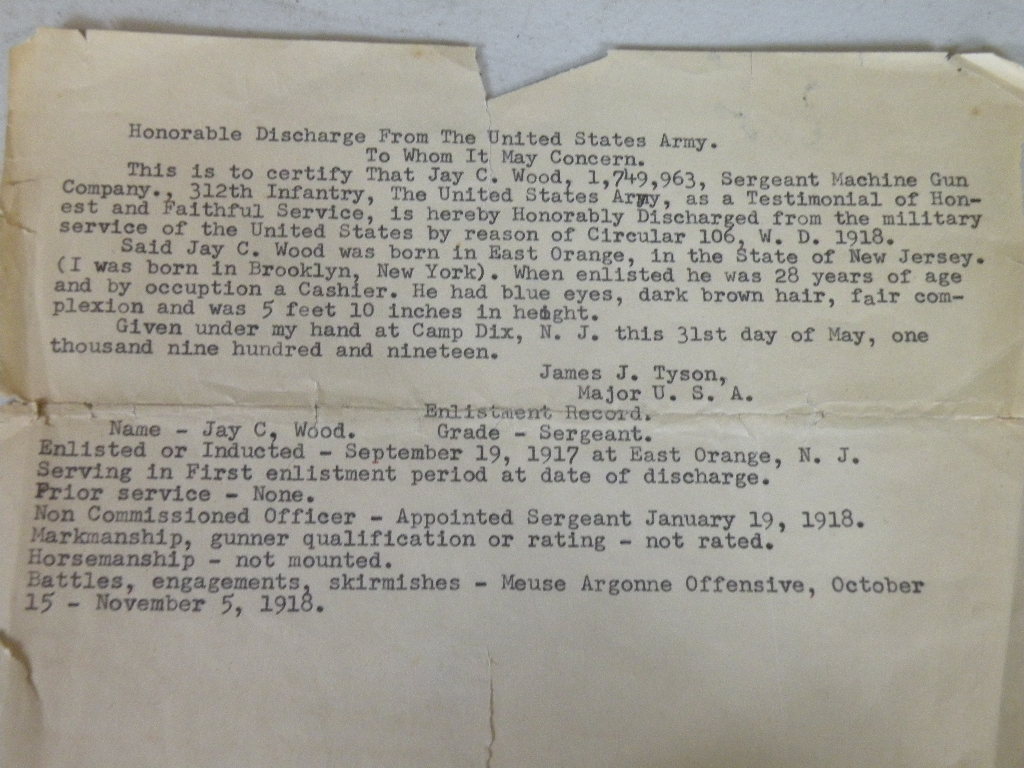 Honorable Discharge From The United States Army.
To Whom It May Concern.
This is to certify That Jay C. Wood, 1,749,963, Sergeant Machine Gun
Company., 312th Infantry, The United States Army, as a Testimonial of Hon-
est and Faithful Service, is hereby Honorably Discharged from the military
service of the United States by reason of Circular 106, W. D. 1918.
Said Jay C. Wood was born in East Orange, in the State of New Jersey.
(I was born in Brooklyn, New York). When enlisted he was 28 years of age
and by occuption a Cashier. He had blue eyes, dark brown hair, fair com-
plexion and was 5 feet 10 inches in height.
Given under my hand at Camp Dix, N. J. this 31st day of May, one
thousand nine hundred and nineteen.
James J. Tyson,
Major U. S. A.
Enlistment Record.
Name - Jay C, Wood. Grade - Sergeant.
Enlisted or Inducted - September 19, 1917 at East Orange, N. J.
Serving in First enlistment period at date of discharge.
Prior service - None.
Non Commissioned Officer - Appointed Sergeant January 19, 1918.
Markmanship, gunner qualification or rating - not rated.
Horsemanship - not mounted.
Battles, engagements, skirmishes - Meuse Argonne Offensive, October
15 - November 5, 1918.